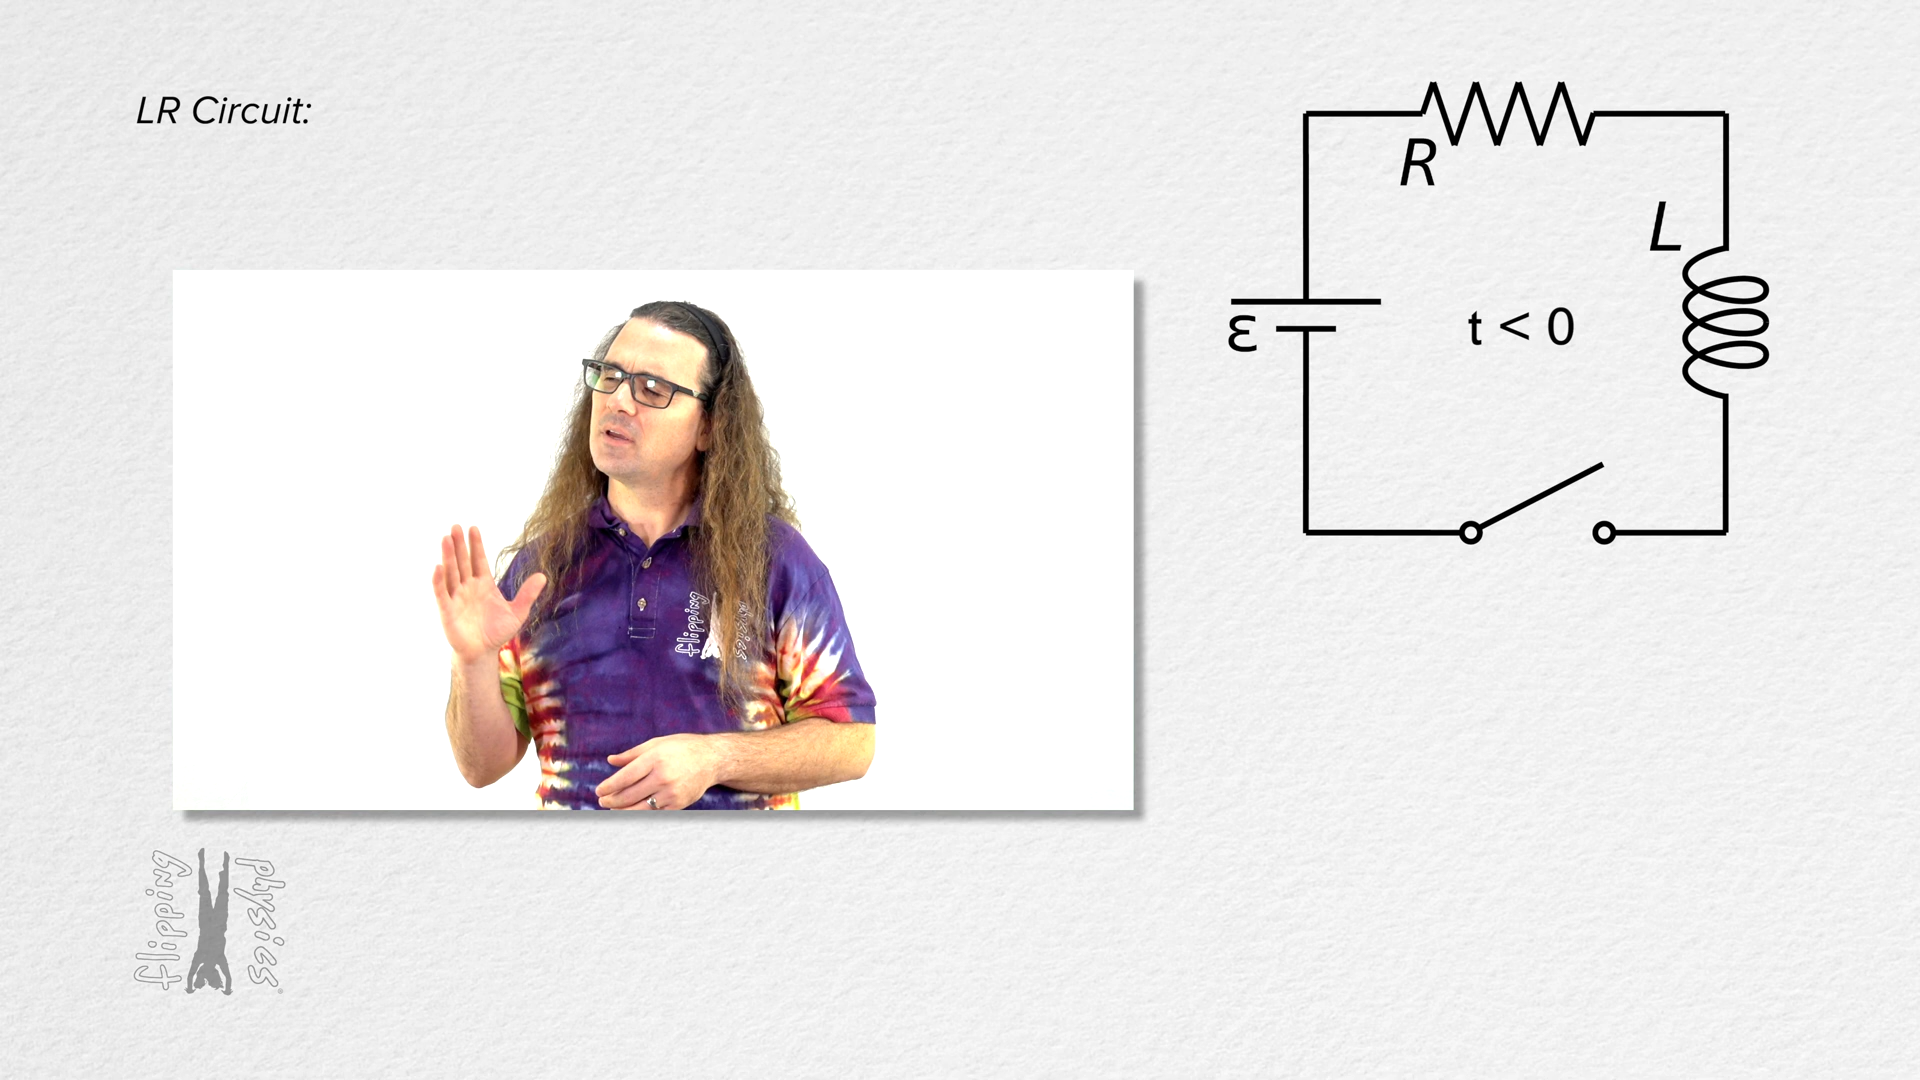 LR Circuit:
R
L
ε
t < 0
flipping
physics
flipping
physics